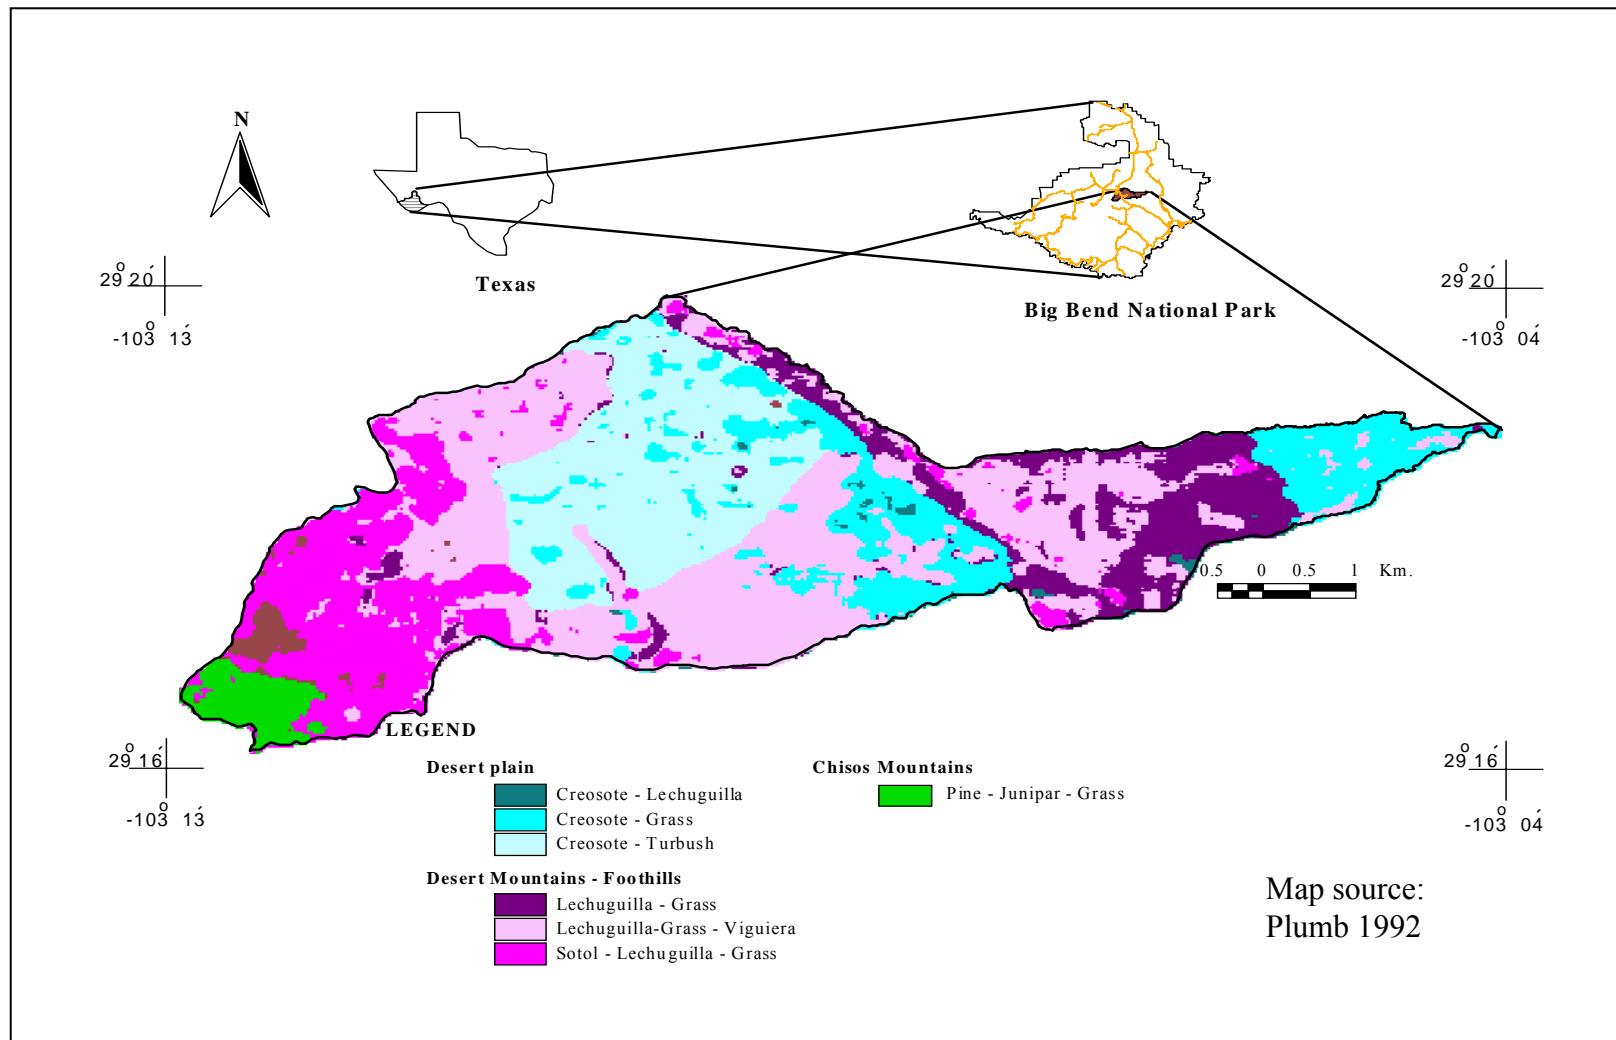 N
Texas
Big Bend National Park
29° 20´
-103° 13´
29° 20´
-103° 04´
0.5 0 0.5 1 Km.
LEGEND
29° 16´
-103° 13´
29° 16´
-103° 04´
Desert plain
Creosote - Lechuguilla
Creosote - Grass
Creosote - Turbush
Desert Mountains - Foothills
Lechuguilla - Grass
Lechuguilla-Grass - Viguiera
Sotol - Lechuguilla - Grass
Chisos Mountains
Pine - Junipar - Grass
Map source:
Plumb 1992